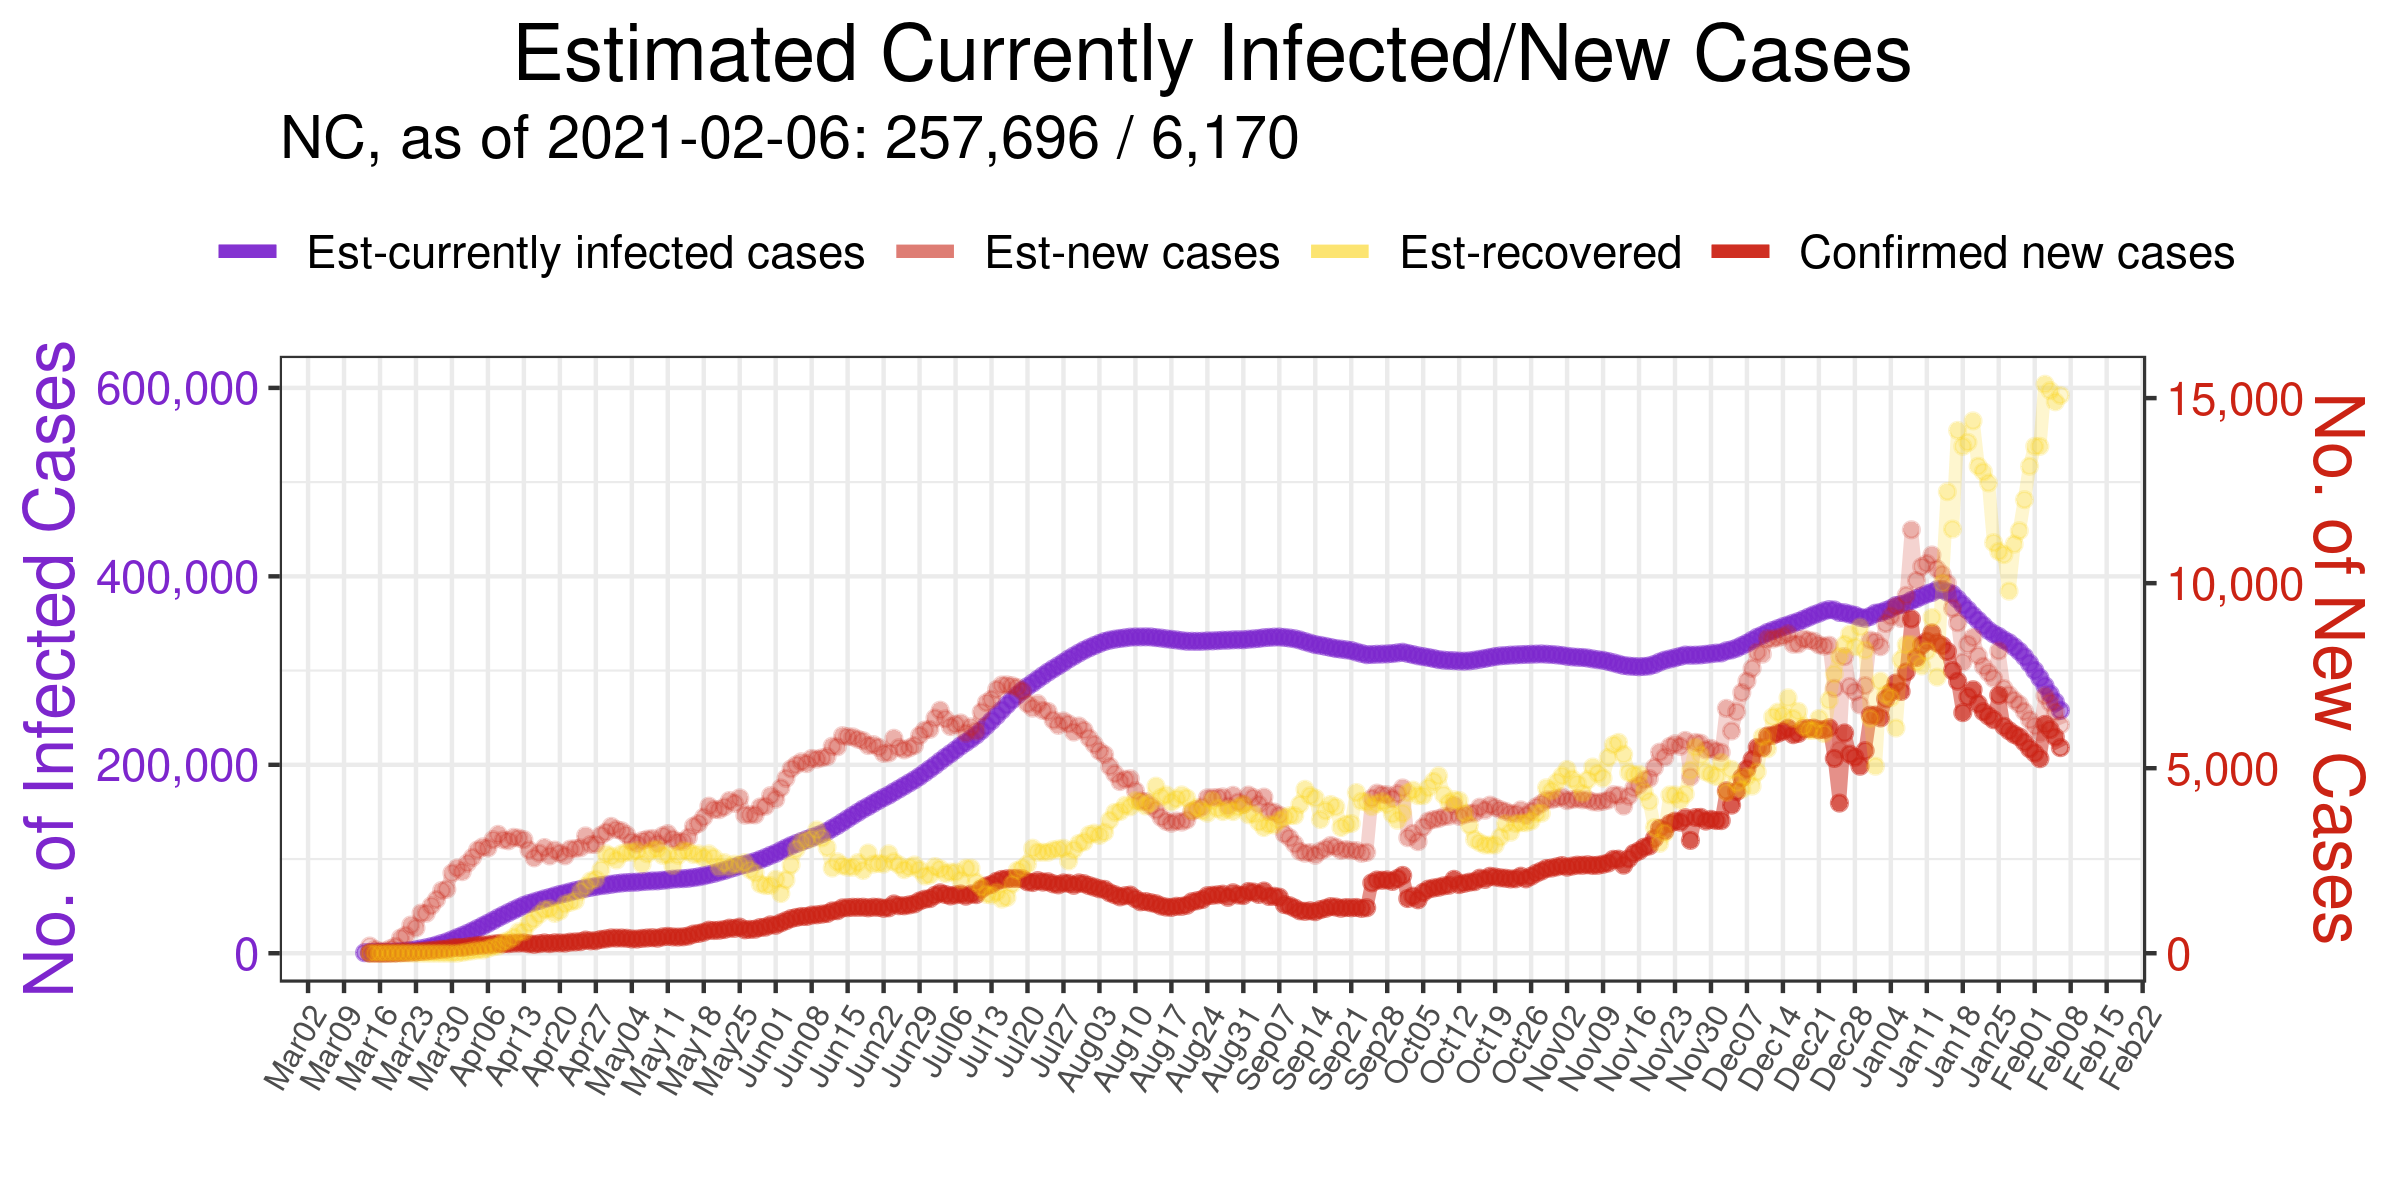 Estimated Currently Infected/New Cases
NC, as of 2021-02-06: 257,696 / 6,170
Est-currently infected cases
Est-new cases
Est-recovered
Confirmed new cases
No. of Infected Cases
600,000
400,000
200,000
0
15,000
10,000
5,000
0
No. of New Cases
Mar02
Mar09
Mar16
Mar23
Mar30
Apr06
Apr13
Apr20
Apr27
May04
May11
May18
May25
Jun01
Jun08
Jun15
Jun22
Jun29
Jul06
Jul13
Jul20
Jul27
Aug03
Aug10
Aug17
Aug24
Aug31
Sep07
Sep14
Sep21
Sep28
Oct05
Oct12
Oct19
Oct26
Nov02
Nov09
Nov16
Nov23
Nov30
Dec07
Dec14
Dec21
Dec28
Jan04
Jan11
Jan18
Jan25
Feb01
Feb08
Feb15
Feb22